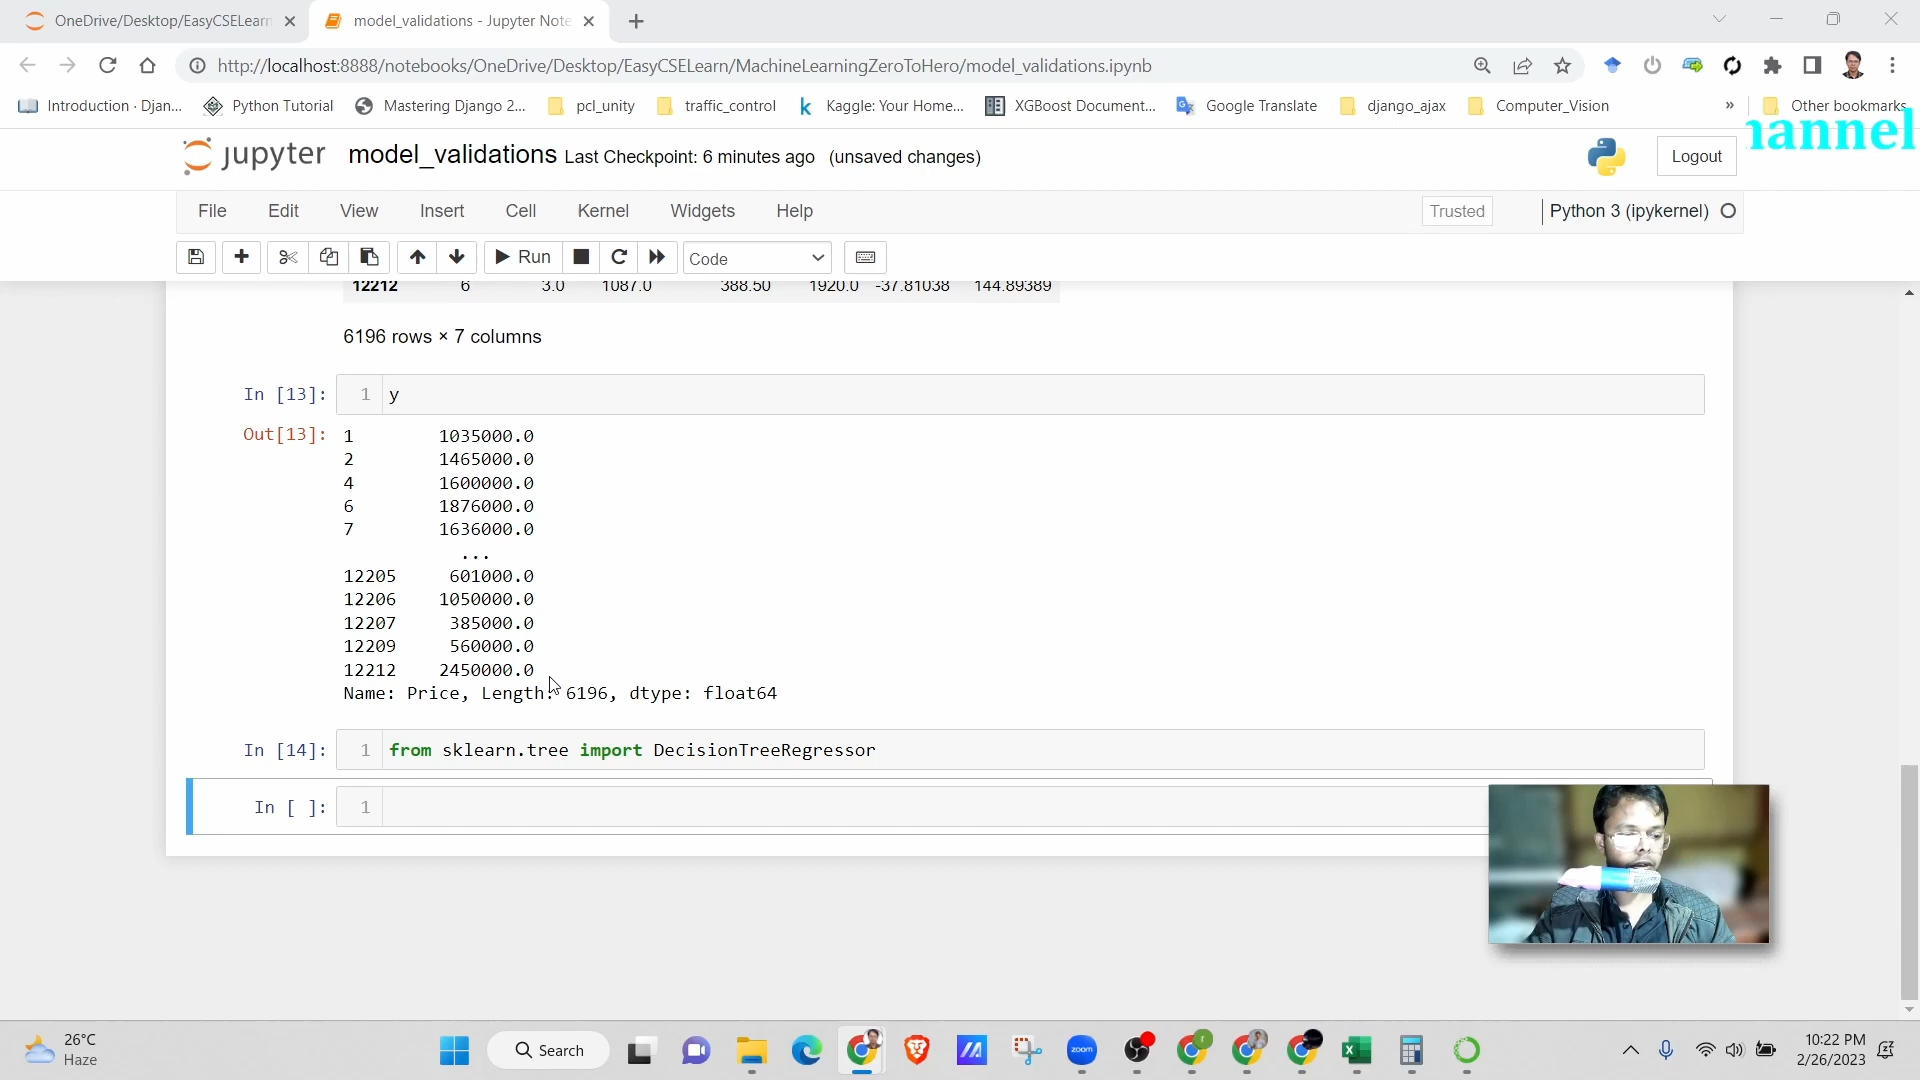 OneDrive/Desktop/EasyCSELearn
model_validations - Jupyter Note
http://localhost:8888/notebooks/OneDrive/Desktop/EasyCSELearn/MachineLearningZeroToHero/model_validations.ipynb
Introduction · Djan...
Python Tutorial
Mastering Django 2...
pcl_unity
traffic_control
Kaggle: Your Home...
XGBoost Document...
Google Translate
django_ajax
Computer_Vision
»
Other bookmarks
hannel
jupyter model_validations Last Checkpoint: 6 minutes ago (unsaved changes)
Logout
File Edit View Insert Cell Kernel Widgets Help
Trusted
Python 3 (ipykernel)
Run
Code
12212 6 3.0 1087.0 388.50 1920.0 -37.81038 144.89389
6196 rows × 7 columns
In [13]: 1 y
Out[13]: 1 1035000.0
2 1465000.0
4 1600000.0
6 1876000.0
7 1636000.0
...
12205 601000.0
12206 1050000.0
12207 385000.0
12209 560000.0
12212 2450000.0
Name: Price, Length: 6196, dtype: float64
In [14]: 1 from sklearn.tree import DecisionTreeRegressor
In [ ]: 1
26°C
Haze
Search
zoom
10:22 PM
2/26/2023